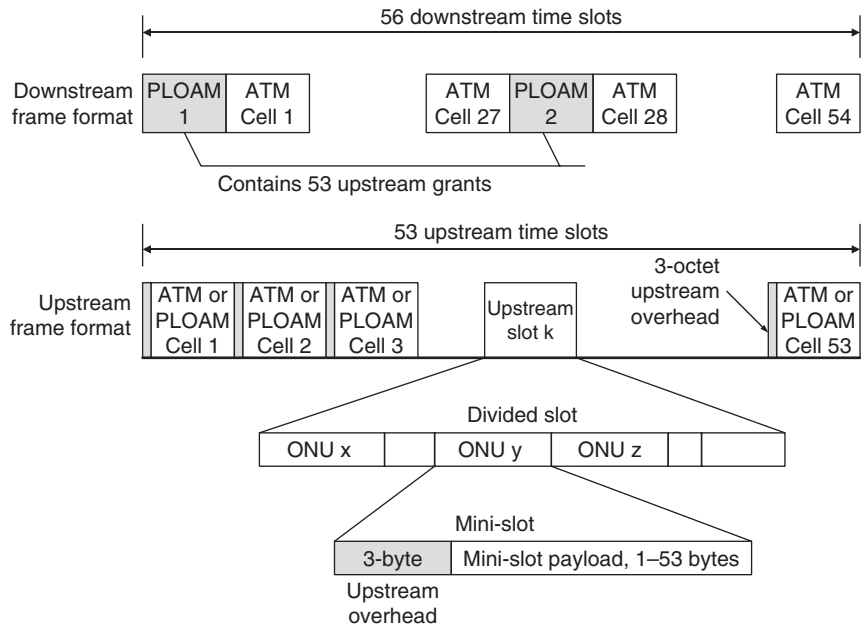 56 downstream time slots
Downstream
frame format
PLOAM
1
ATM
Cell 1
ATM
Cell 27
PLOAM
2
ATM
Cell 28
ATM
Cell 54
Contains 53 upstream grants
53 upstream time slots
Upstream
frame format
ATM or
PLOAM
Cell 1
ATM or
PLOAM
Cell 2
ATM or
PLOAM
Cell 3
Upstream
slot k
3-octet
upstream
overhead
ATM or
PLOAM
Cell 53
Divided slot
ONU x
ONU y
ONU z
Mini-slot
3-byte
Mini-slot payload, 1–53 bytes
Upstream
overhead